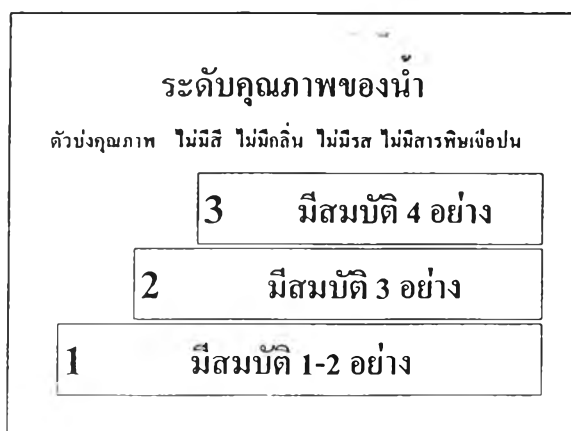 ระดับคุณภาพของน้ำ
ตัวบ่งคุณภาพ ไม่มีสี ไม่มีกลิ่น ไม่มีรส ไม่มีสารพิษเจือปน
3 มีสมบัติ 4 อย่าง
2 มีสมบัติ 3 อย่าง
1 มีสมบัติ 1-2 อย่าง